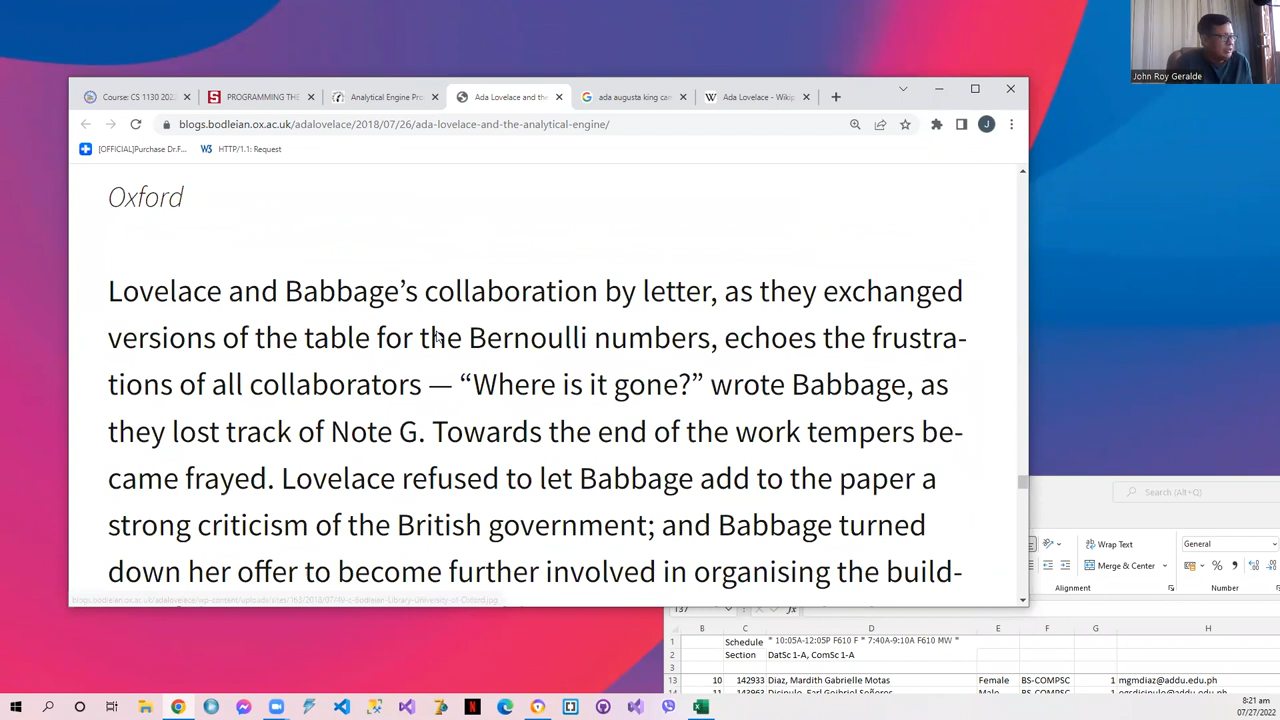 John Roy Geralde
Course: CS 1130 202
PROGRAMMING THE
Analytical Engine Pro
Ada Lovelace and the
ada augusta king cou
Ada Lovelace - Wikip
blogs.bodleian.ox.ac.uk/adalovelace/2018/07/26/ada-lovelace-and-the-analytical-engine/
[OFFICIAL]Purchase Dr.F...
HTTP/1.1: Request
Oxford
Lovelace and Babbage’s collaboration by letter, as they exchanged
versions of the table for the Bernoulli numbers, echoes the frustra-
tions of all collaborators — “Where is it gone?” wrote Babbage, as
they lost track of Note G. Towards the end of the work tempers be-
came frayed. Lovelace refused to let Babbage add to the paper a
strong criticism of the British government; and Babbage turned
down her offer to become further involved in organising the build-
Search (Alt+Q)
Wrap Text
General
Merge & Center
Alignment
Number
B C D E F G H
1 Schedule " 10:05A-12:05P F610 F " 7:40A-9:10A F610 MW "
2 Section DatSc 1-A, ComSc 1-A
3
13 10 142933 Diaz, Mardith Gabrielle Motas Female BS-COMPSC 1 mgmdiaz@addu.edu.ph
8:21 am
07/27/2022